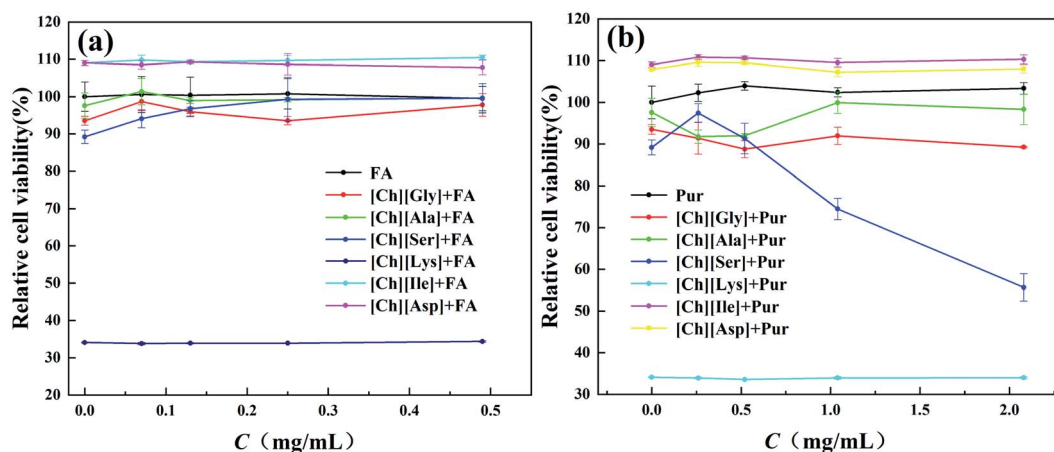 (a)
Relative cell viability(%)
120
110
100
90
80
70
60
50
40
30
20
FA
[Ch][Gly]+FA
[Ch][Ala]+FA
[Ch][Ser]+FA
[Ch][Lys]+FA
[Ch][Ile]+FA
[Ch][Asp]+FA
0.0 0.1 0.2 0.3 0.4 0.5
C（mg/mL）
(b)
Relative cell viability(%)
120
110
100
90
80
70
60
50
40
30
Pur
[Ch][Gly]+Pur
[Ch][Ala]+Pur
[Ch][Ser]+Pur
[Ch][Lys]+Pur
[Ch][Ile]+Pur
[Ch][Asp]+Pur
0.0 0.5 1.0 1.5 2.0
C（mg/mL）